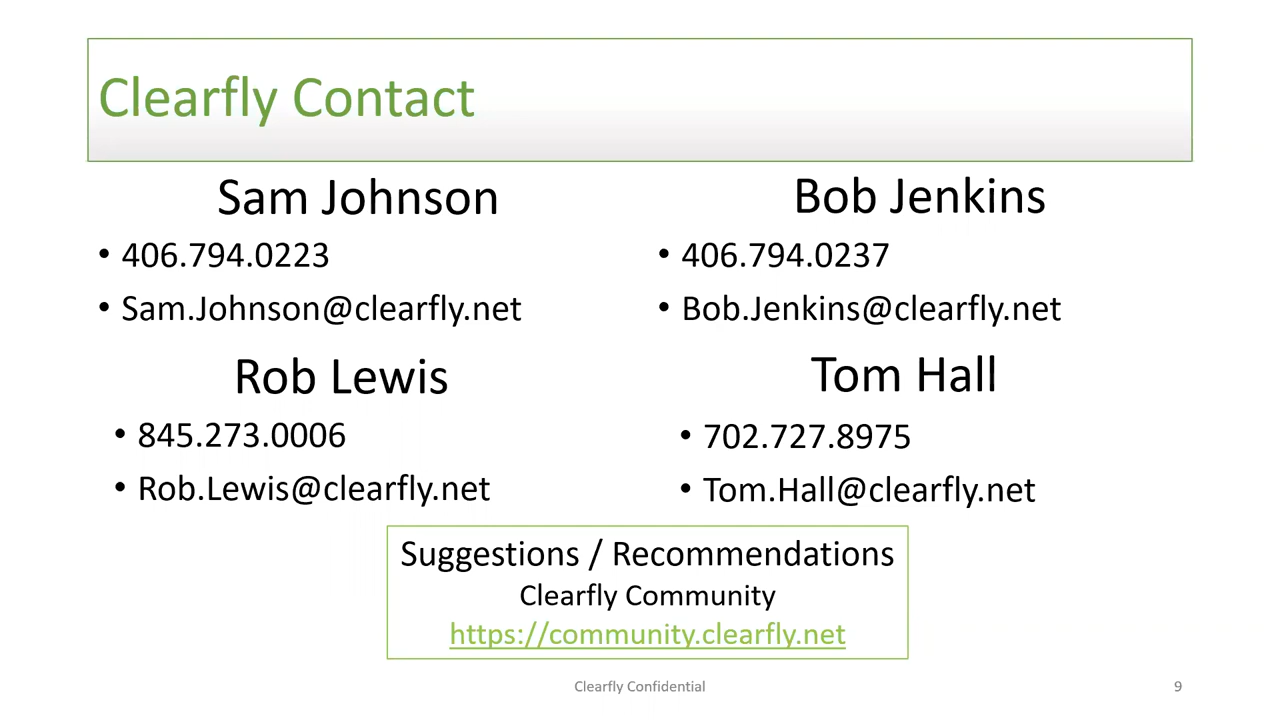 Clearfly Contact
Sam Johnson
• 406.794.0223
• Sam.Johnson@clearfly.net
Bob Jenkins
• 406.794.0237
• Bob.Jenkins@clearfly.net
Rob Lewis
• 845.273.0006
• Rob.Lewis@clearfly.net
Tom Hall
• 702.727.8975
• Tom.Hall@clearfly.net
Suggestions / Recommendations
Clearfly Community
https://community.clearfly.net
Clearfly Confidential
9